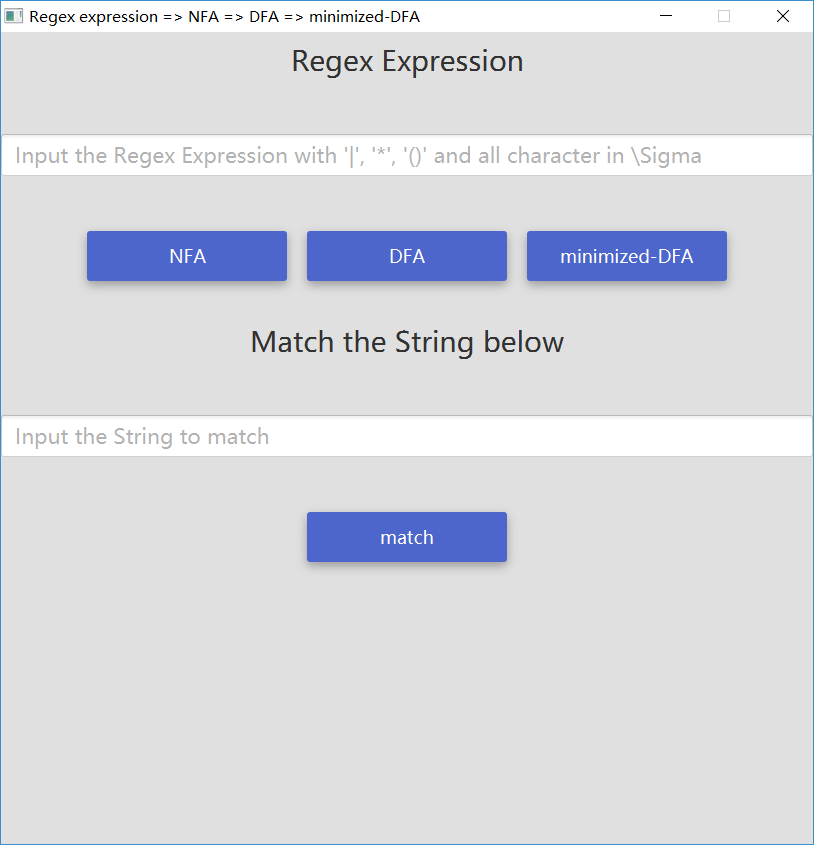 Regex expression => NFA => DFA => minimized-DFA
Regex Expression
Input the Regex Expression with '|', '*', '()' and all character in \Sigma
NFA DFA minimized-DFA
Match the String below
Input the String to match
match